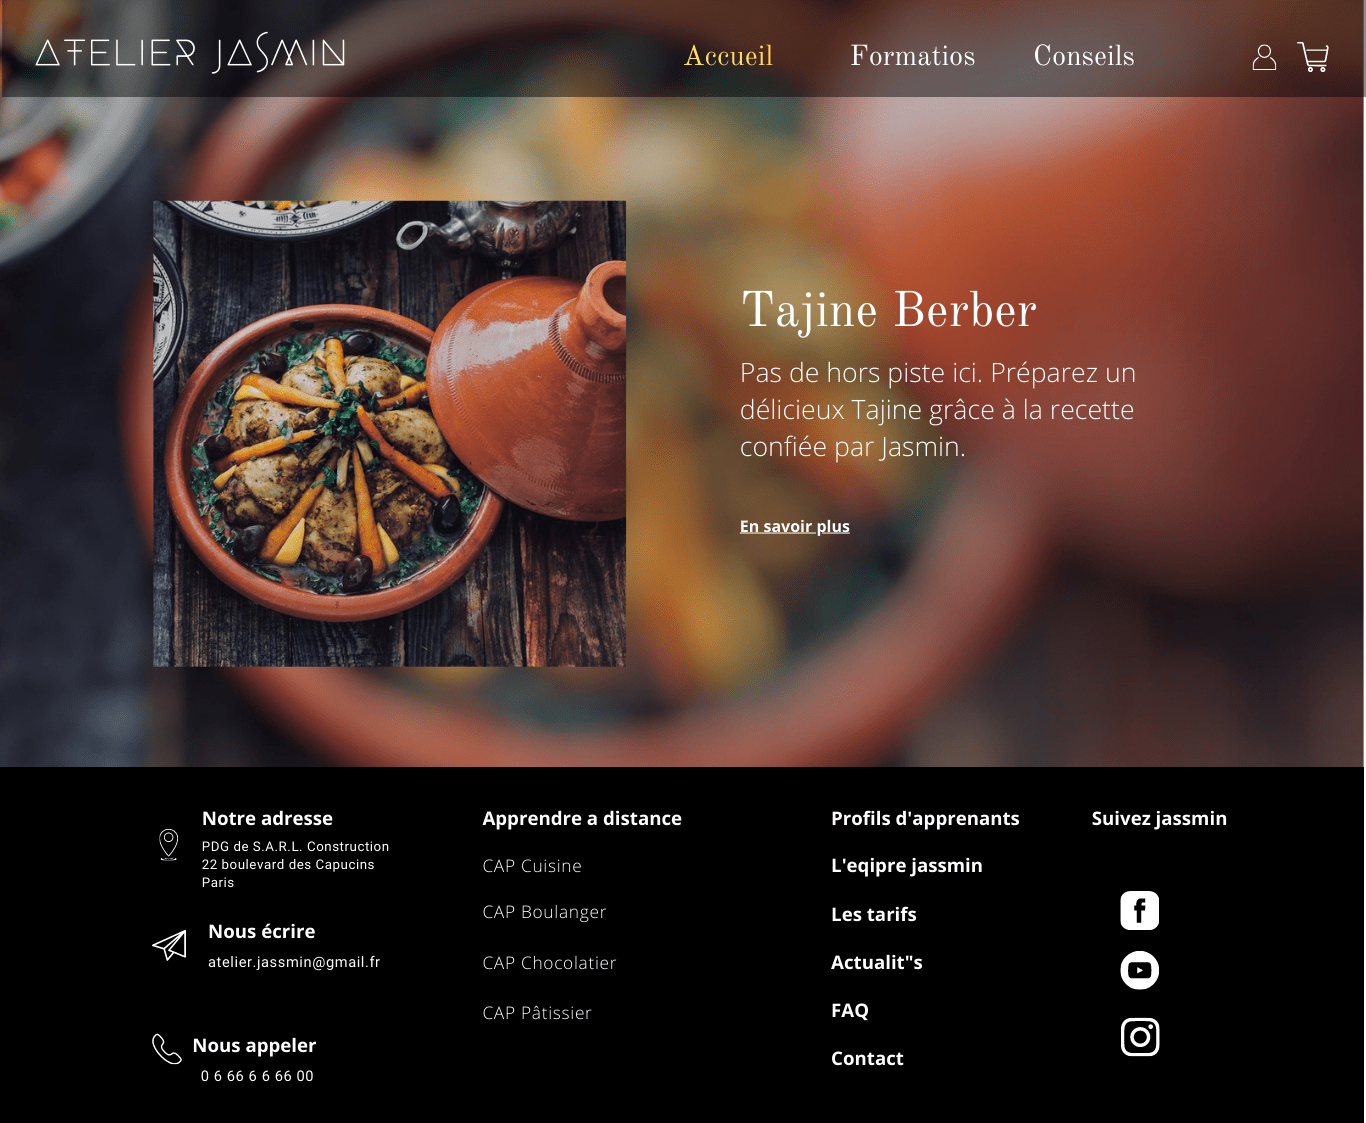 ATELIER JASMIN
Accueil
Formatios
Conseils
Tajine Berber
Pas de hors piste ici. Préparez un
délicieux Tajine grâce à la recette
confiée par Jasmin.
En savoir plus
Notre adresse
PDG de S.A.R.L. Construction
22 boulevard des Capucins
Paris
Nous écrire
atelier.jassmin@gmail.fr
Nous appeler
0 6 66 6 6 66 00
Apprendre a distance
CAP Cuisine
CAP Boulanger
CAP Chocolatier
CAP Pâtissier
Profils d'apprenants
L'eqipre jassmin
Les tarifs
Actualit"s
FAQ
Contact
Suivez jassmin